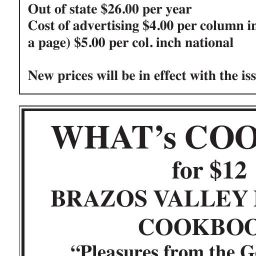 Out of state $26.00 per year
Cost of advertising $4.00 per column in
a page) $5.00 per col. inch national
New prices will be in effect with the iss
WHAT's COO
for $12
BRAZOS VALLEY
COOKBOO
"Pleasures from the G